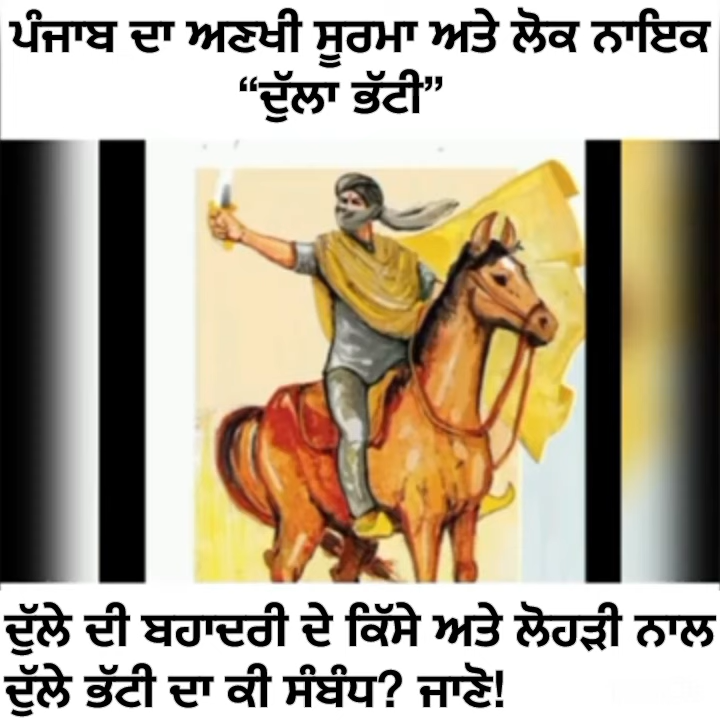 ਪੰਜਾਬ ਦਾ ਅਣਖੀ ਸੂਰਮਾ ਅਤੇ ਲੋਕ ਨਾਇਕ
“ਦੁੱਲਾ ਭੱਟੀ”
ਦੁੱਲੇ ਦੀ ਬਹਾਦਰੀ ਦੇ ਕਿੱਸੇ ਅਤੇ ਲੋਹੜੀ ਨਾਲ
ਦੁੱਲੇ ਭੱਟੀ ਦਾ ਕੀ ਸੰਬੰਧ? ਜਾਣੋ!